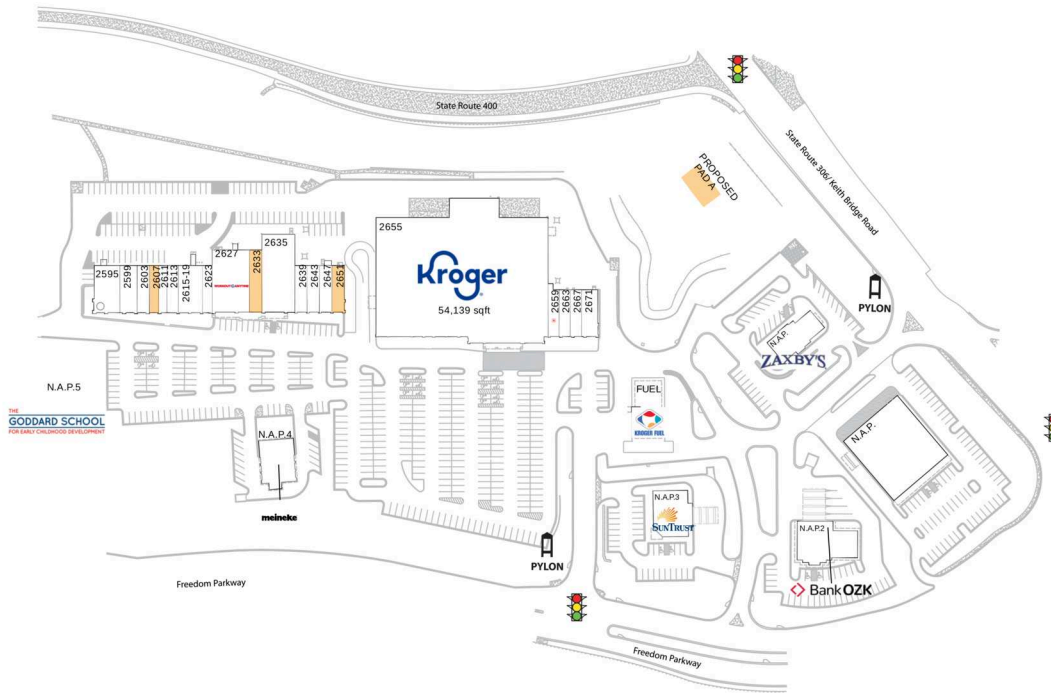 State Route 400
State Route 306/ Keith Bridge Road
PROPOSED
PAD A
2655
Kroger
54,139 sqft
2635
2627
2633
2595
2599
2603
2607
2611
2613
2615-19
2623
2639
2643
2647
2651
2659
2663
2667
2671
PYLON
N.A.P.
ZAXBY'S
N.A.P.5
THE
GODDARD SCHOOL
FOR EARLY CHILDHOOD DEVELOPMENT
FUEL
KROGER FUEL
N.A.P.4
meineke
N.A.P.
N.A.P.3
SUNTRUST
N.A.P.2
Bank OZK
PYLON
Freedom Parkway
Freedom Parkway